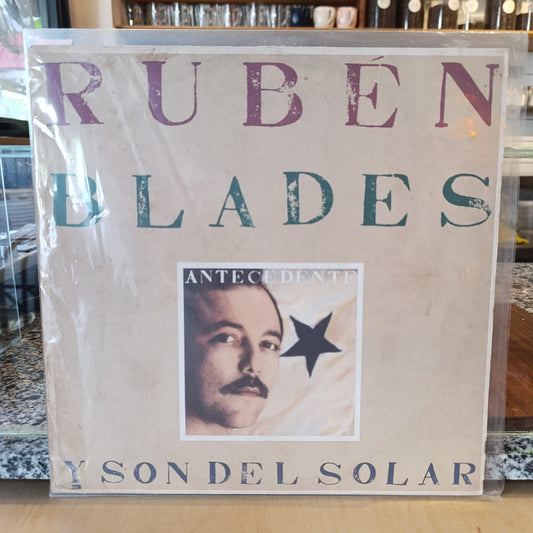 RUBÉN
BLADES
ANTECEDENTE
Y SON DEL SOLAR